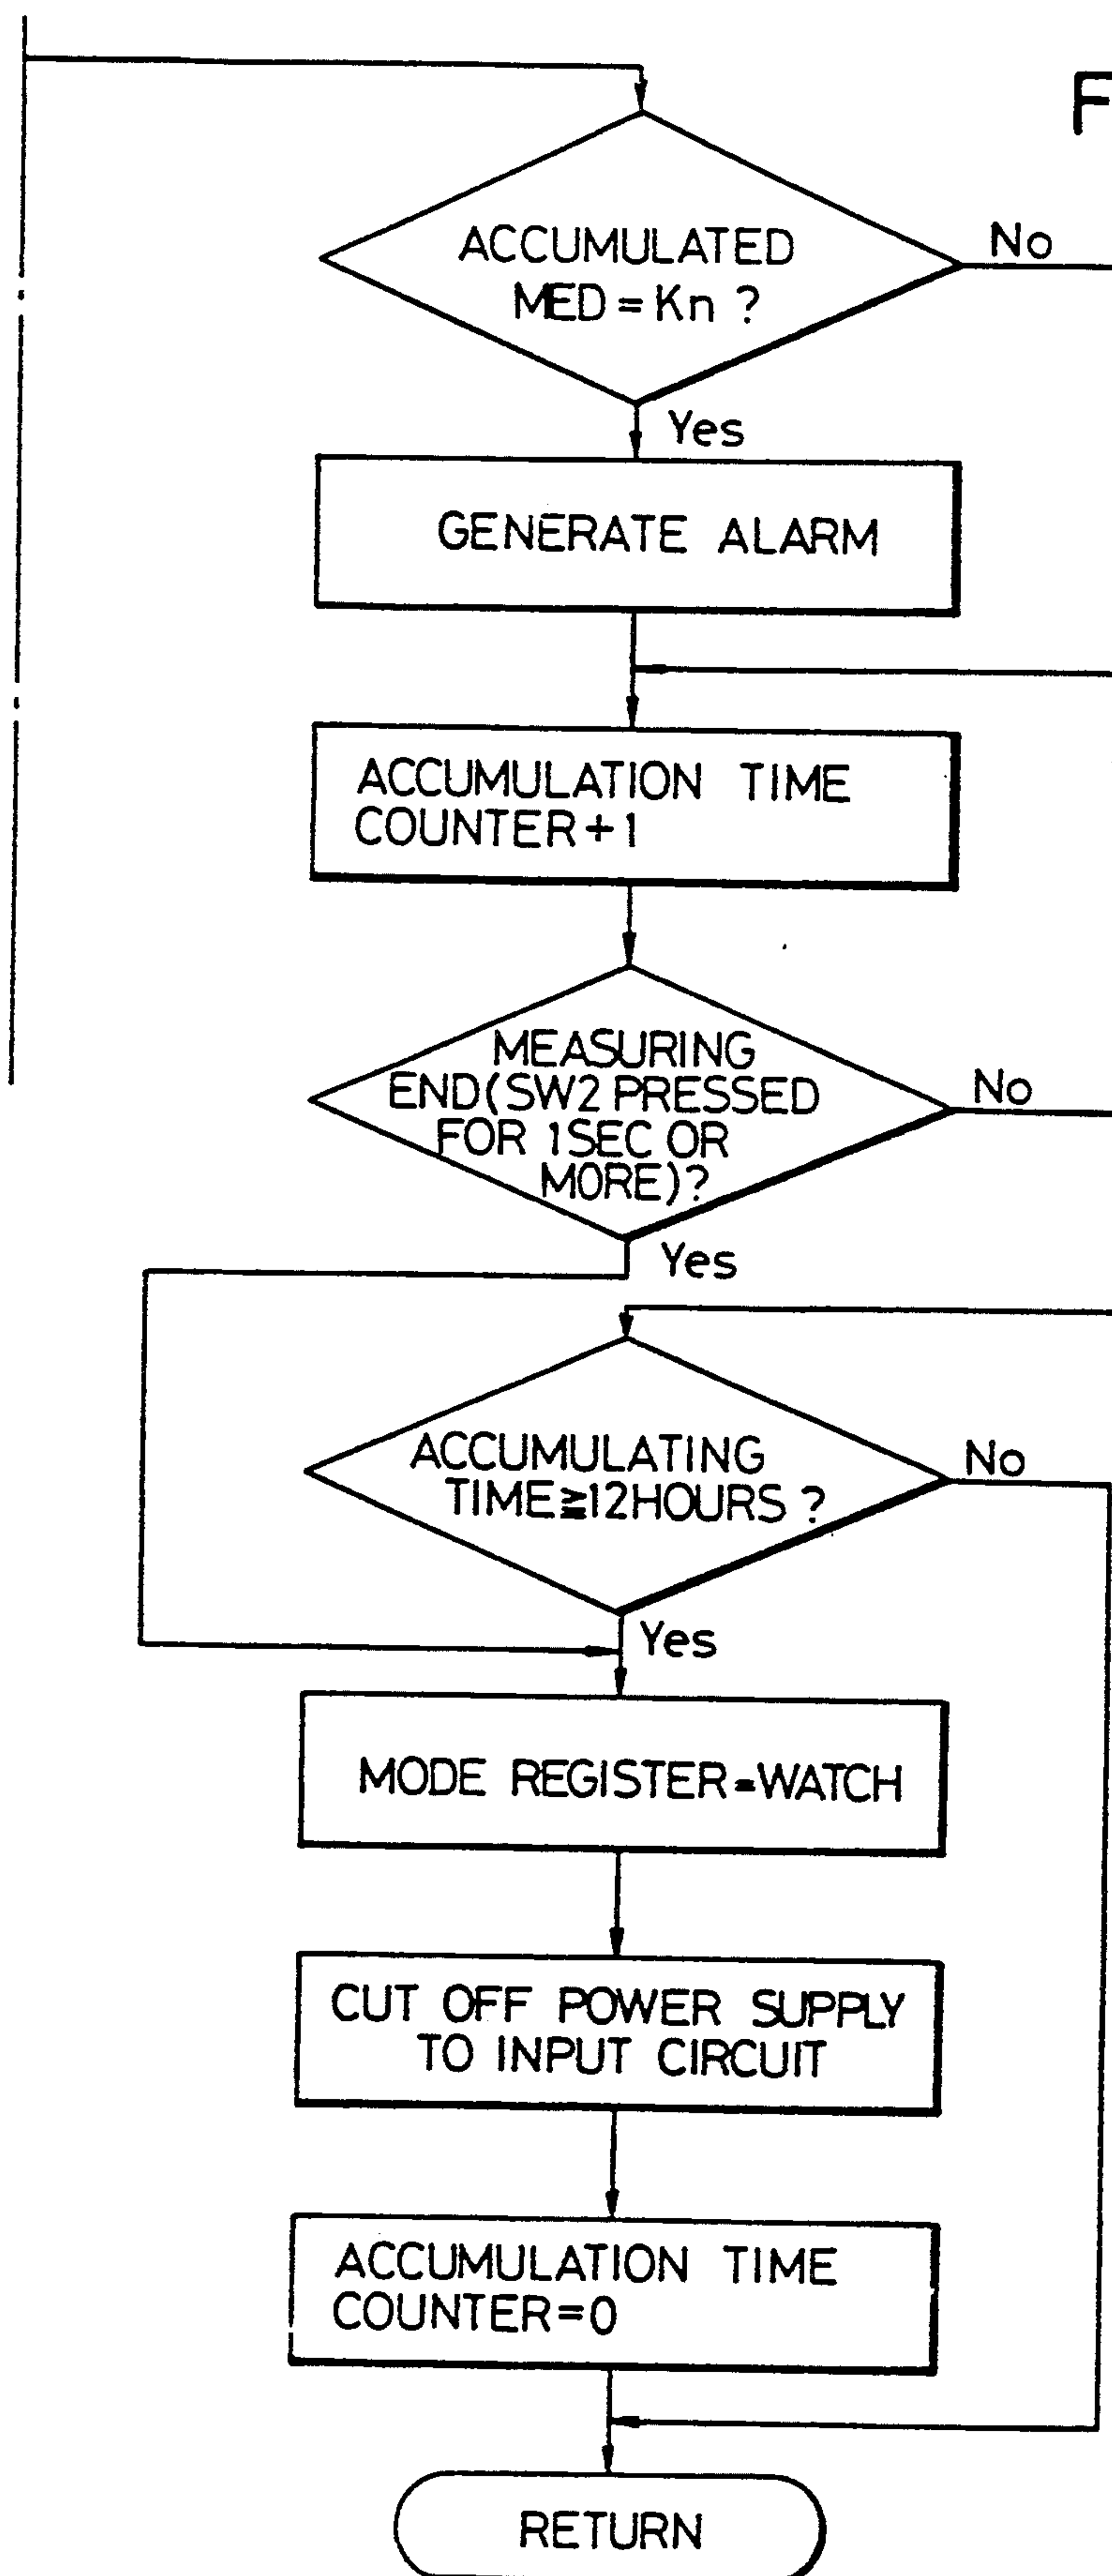 F
ACCUMULATED
MED = Kn ?
No
Yes
GENERATE ALARM
ACCUMULATION TIME
COUNTER+1
MEASURING
END(SW2 PRESSED
FOR 1SEC OR
MORE)?
No
Yes
ACCUMULATING
TIME≧12HOURS ?
No
Yes
MODE REGISTER=WATCH
CUT OFF POWER SUPPLY
TO INPUT CIRCUIT
ACCUMULATION TIME
COUNTER=0
RETURN